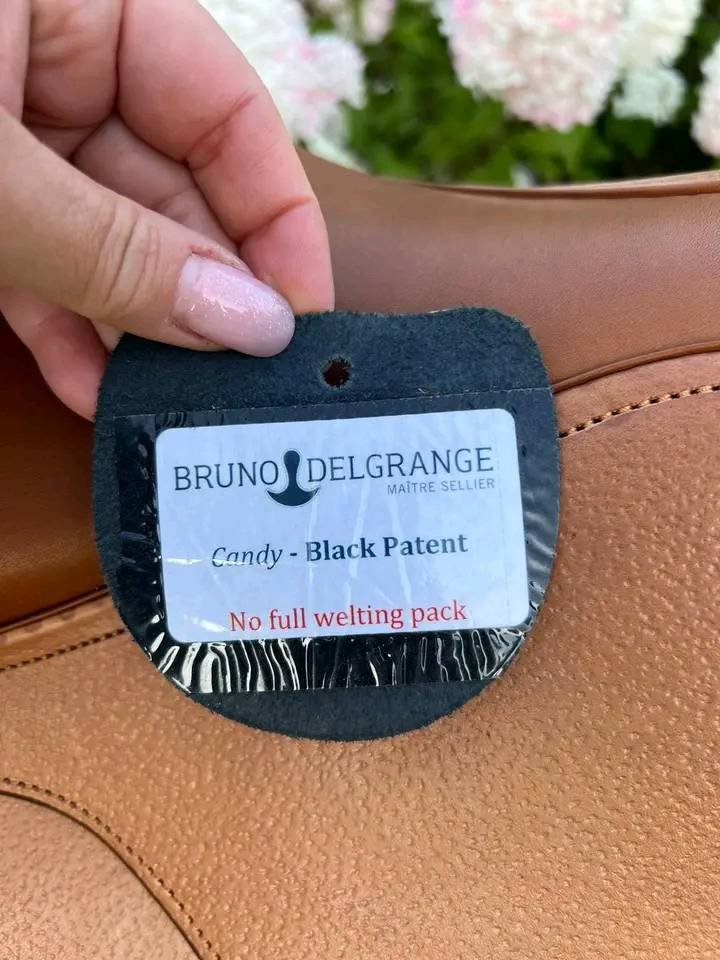 BRUNO DELGRANGE
MAÎTRE SELLIER
Candy - Black Patent
No full welting pack